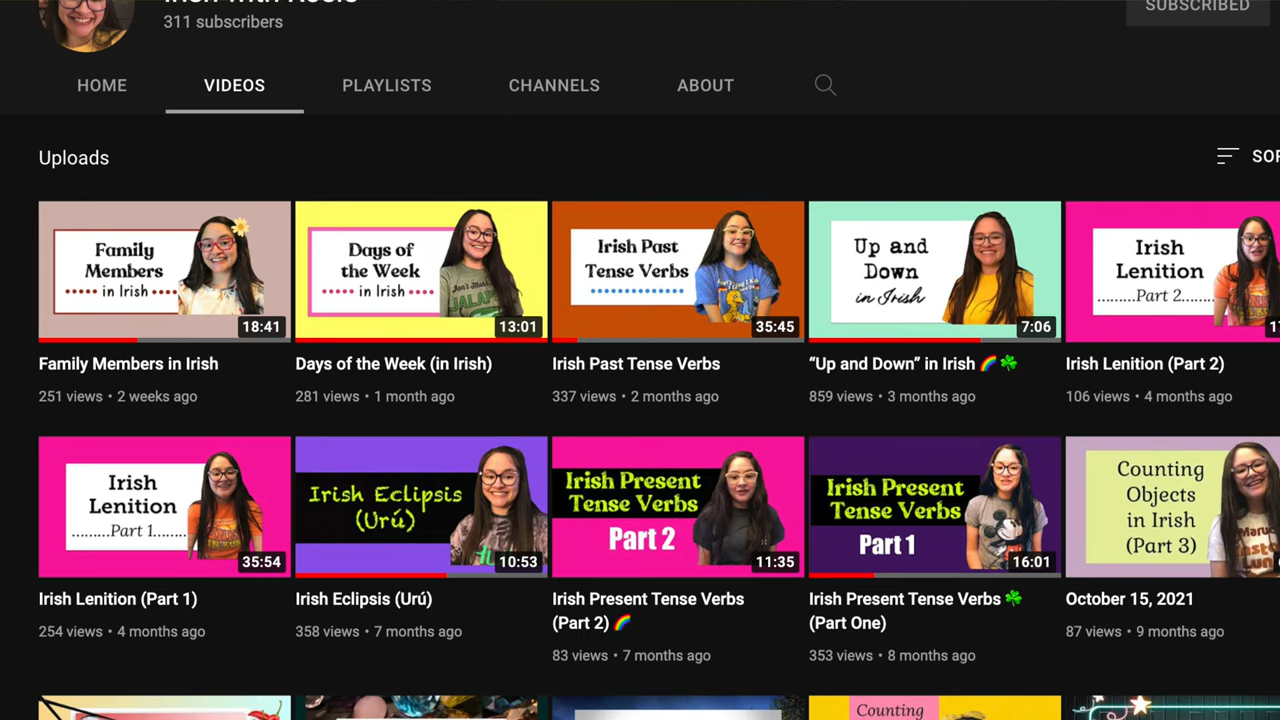 311 subscribers
SUBSCRIBED
HOME VIDEOS PLAYLISTS CHANNELS ABOUT
Uploads
Family Members in Irish 18:41
Days of the Week in Irish 13:01
Irish Past Tense Verbs 35:45
Up and Down in Irish 7:06
Irish Lenition Part 2
Family Members in Irish
251 views • 2 weeks ago
Days of the Week (in Irish)
281 views • 1 month ago
Irish Past Tense Verbs
337 views • 2 months ago
“Up and Down” in Irish 🌈☘️
859 views • 3 months ago
Irish Lenition (Part 2)
106 views • 4 months ago
Irish Lenition Part 1 35:54
Irish Eclipsis (Urú) 10:53
Irish Present Tense Verbs Part 2 11:35
Irish Present Tense Verbs Part 1 16:01
Counting Objects in Irish (Part 3)
Irish Lenition (Part 1)
254 views • 4 months ago
Irish Eclipsis (Urú)
358 views • 7 months ago
Irish Present Tense Verbs
(Part 2) 🌈
83 views • 7 months ago
Irish Present Tense Verbs ☘️
(Part One)
353 views • 8 months ago
October 15, 2021
87 views • 9 months ago
Counting